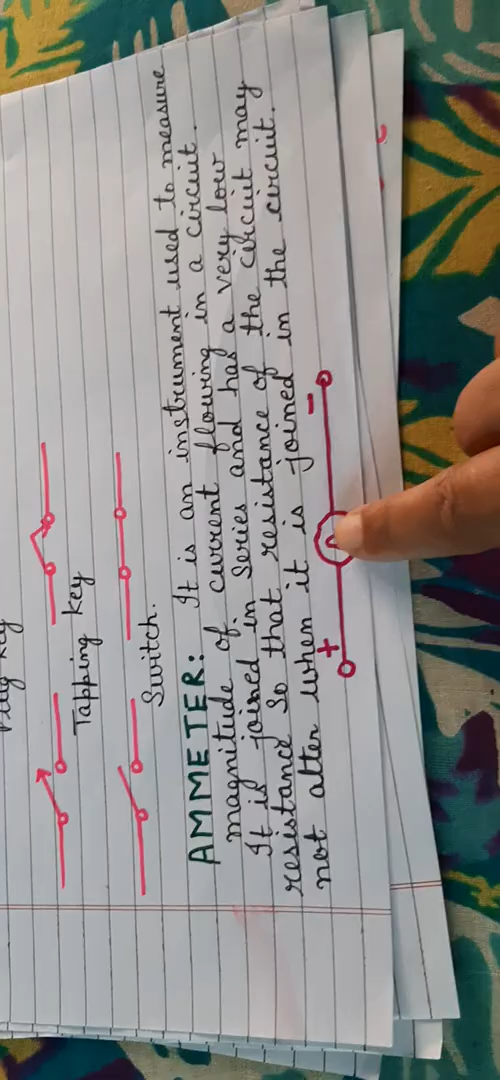 Tapping key
Switch.
AMMETER: It is an instrument used to measure
magnitude of current flowing in a circuit.
It is joined in Series and has a very low
resistance So that resistance of the circuit may
not alter when it is joined in the circuit.
+ −